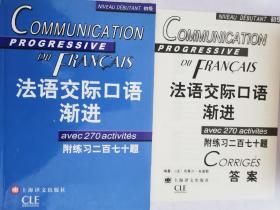 NIVEAU DÉBUTANT 初级
COMMUNICATION
PROGRESSIVE
DU FRANÇAIS
法语交际口语
渐进
avec 270 activités
附练习二百七十题
上海译文出版社
CLE
NIVEAU DÉBUTANT 初级
COMMUNICATION
PROGRESSIVE
DU FRANÇAIS
法语交际口语
渐进
avec 270 activités
附练习二百七十题
CORRIGÉS
答案
上海译文出版社
CLE